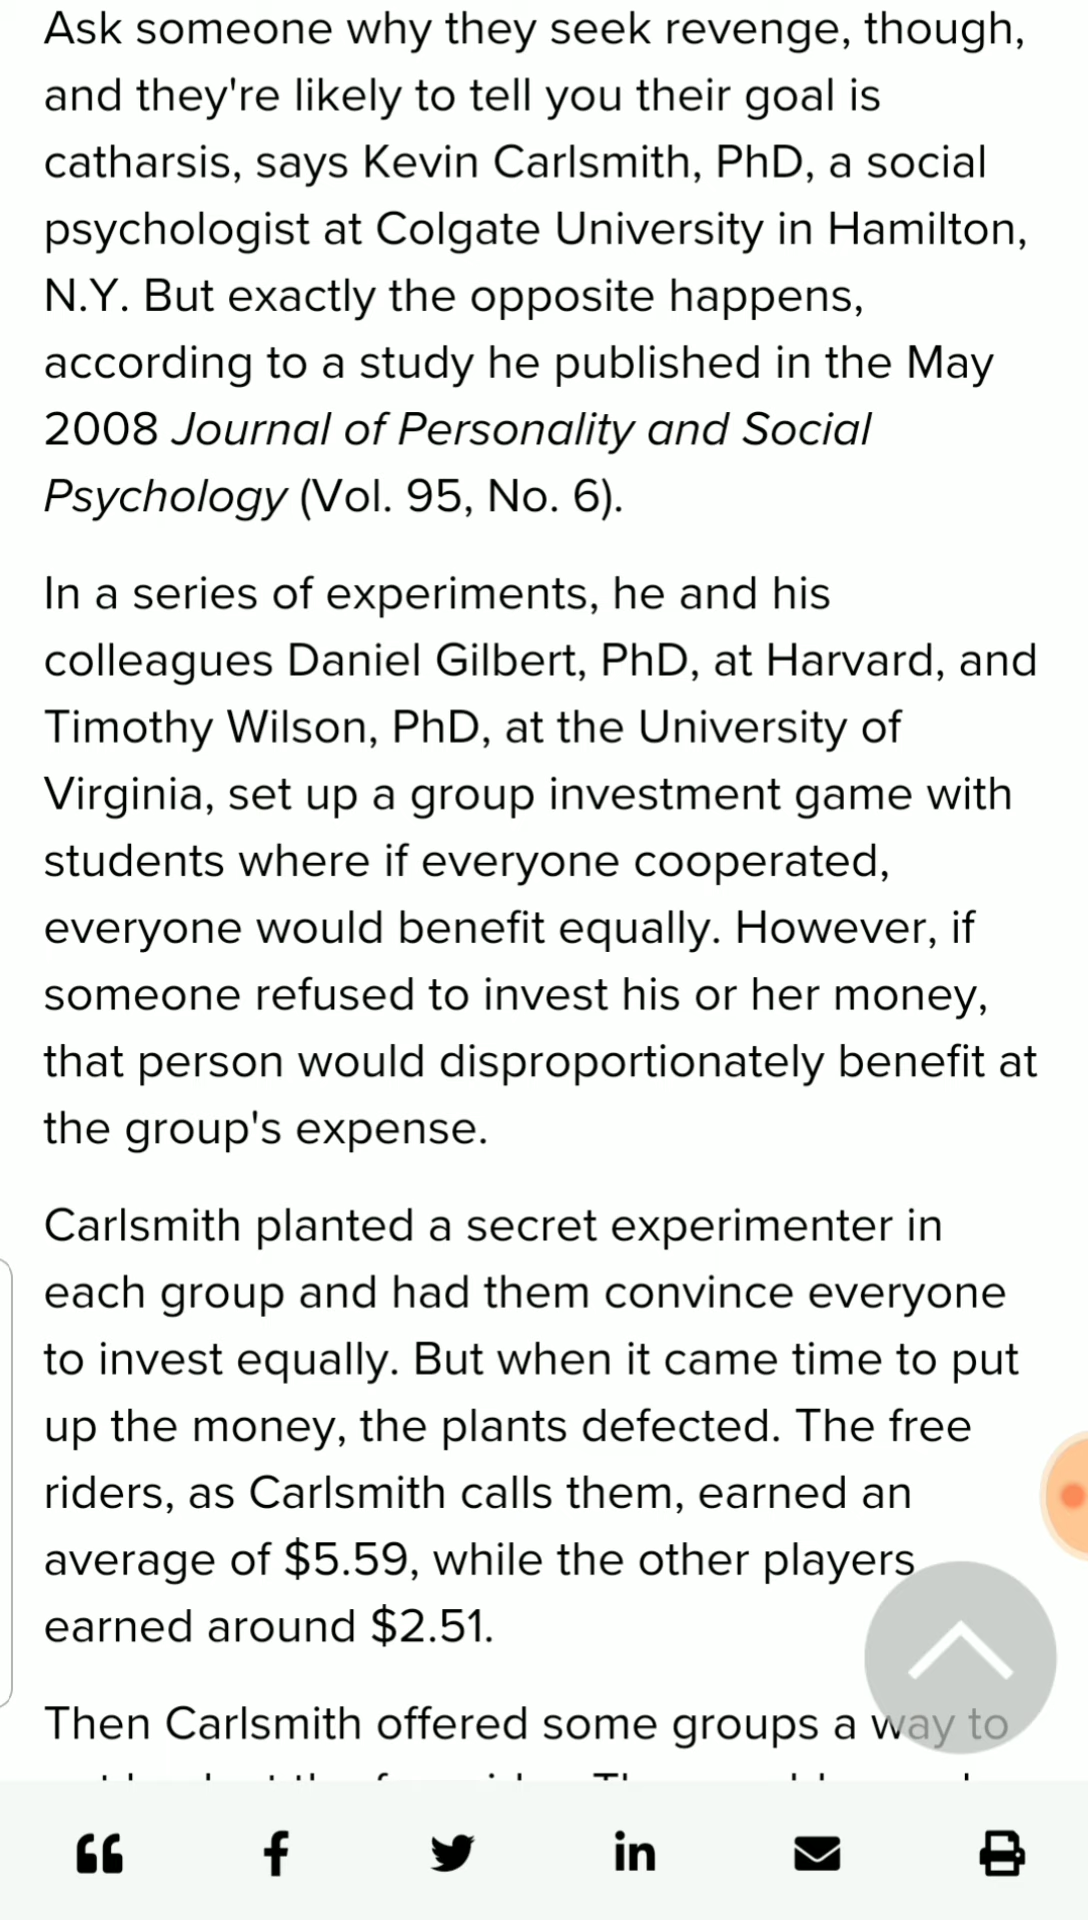 Ask someone why they seek revenge, though,
and they're likely to tell you their goal is
catharsis, says Kevin Carlsmith, PhD, a social
psychologist at Colgate University in Hamilton,
N.Y. But exactly the opposite happens,
according to a study he published in the May
2008 Journal of Personality and Social
Psychology (Vol. 95, No. 6).
In a series of experiments, he and his
colleagues Daniel Gilbert, PhD, at Harvard, and
Timothy Wilson, PhD, at the University of
Virginia, set up a group investment game with
students where if everyone cooperated,
everyone would benefit equally. However, if
someone refused to invest his or her money,
that person would disproportionately benefit at
the group's expense.
Carlsmith planted a secret experimenter in
each group and had them convince everyone
to invest equally. But when it came time to put
up the money, the plants defected. The free
riders, as Carlsmith calls them, earned an
average of $5.59, while the other players
earned around $2.51.
Then Carlsmith offered some groups a way to